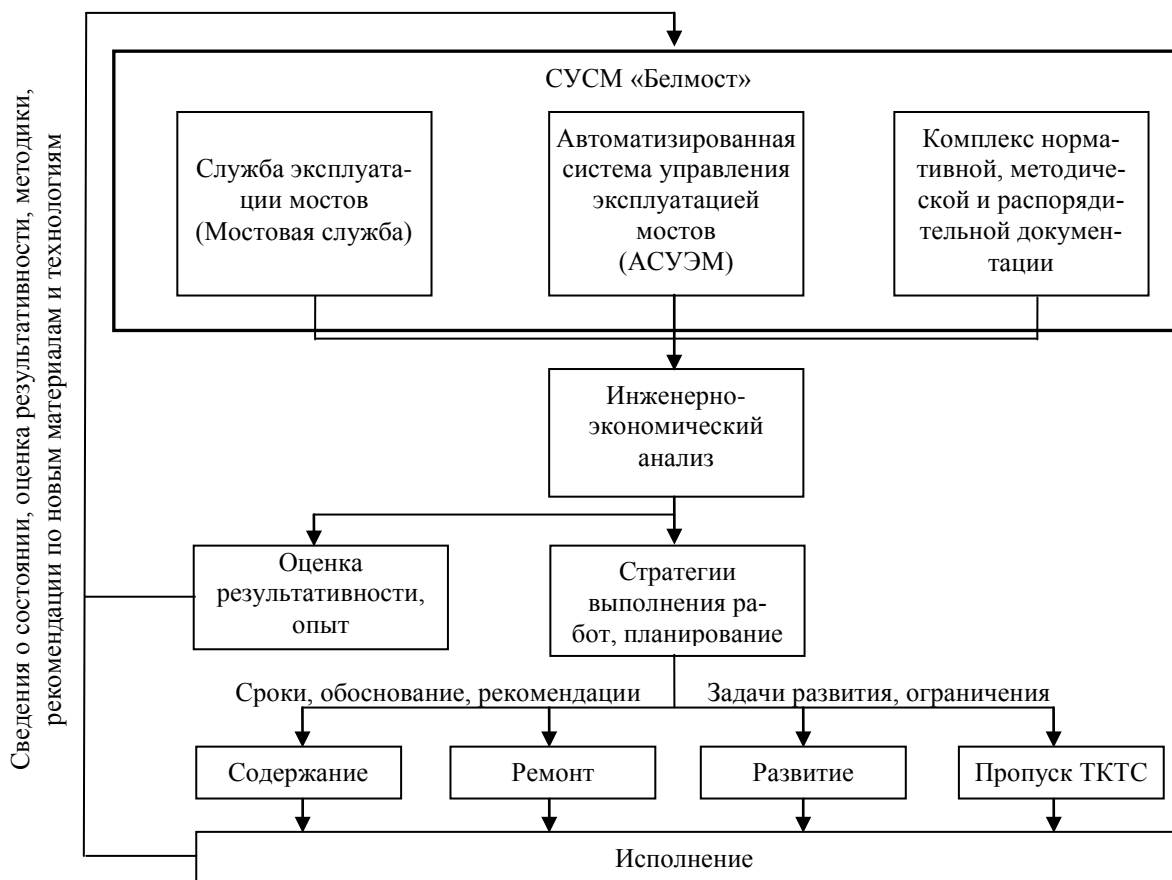 Сведения о состоянии, оценка результативности, методики,
рекомендации по новым материалам и технологиям
СУСМ «Белмост»
Служба эксплуата-
ции мостов
(Мостовая служба)
Автоматизированная
система управления
эксплуатацией
мостов
(АСУЭМ)
Комплекс норма-
тивной, методиче-
ской и распоряди-
тельной докумен-
тации
Инженерно-
экономический
анализ
Оценка
результативности,
опыт
Стратегии
выполнения ра-
бот, планирование
Сроки, обоснование, рекомендации
Задачи развития, ограничения
Содержание
Ремонт
Развитие
Пропуск ТКТС
Исполнение